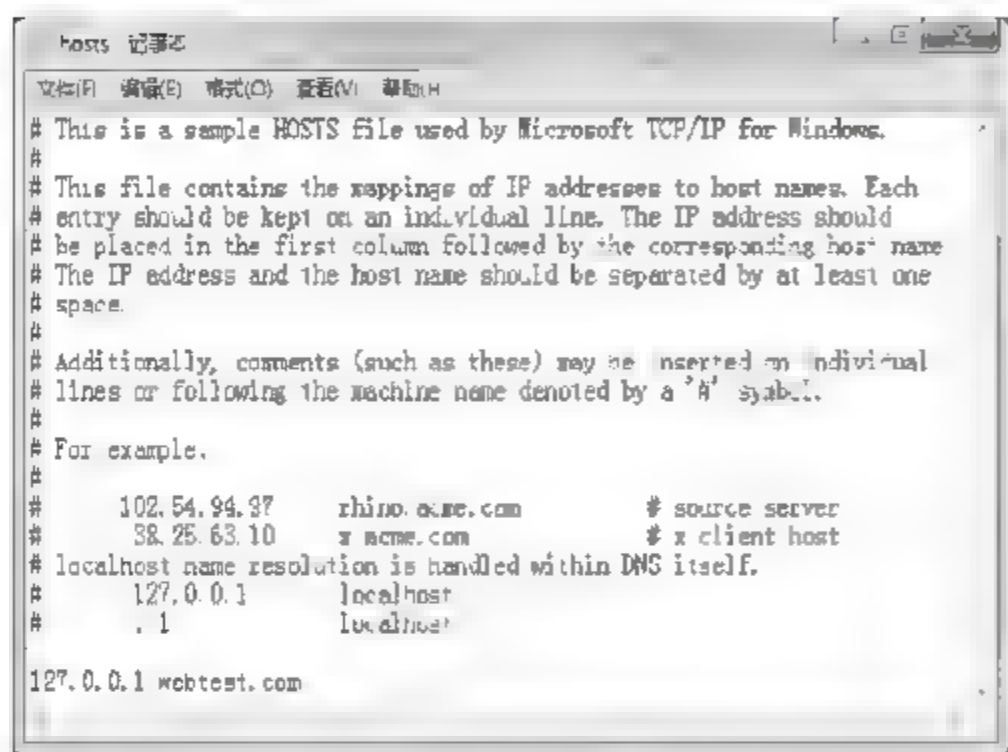 hosts 记事本
文件(F) 编辑(E) 格式(O) 查看(V) 帮助(H
# This is a sample HOSTS file used by Microsoft TCP/IP for Windows.
#
# This file contains the mappings of IP addresses to host names. Each
# entry should be kept on an individual line. The IP address should
# be placed in the first column followed by the corresponding host name
# The IP address and the host name should be separated by at least one
# space.
#
# Additionally, comments (such as these) may be inserted on individual
# lines or following the machine name denoted by a '#' symbol.
#
# For example.
#
# 102.54.94.97 rhino.acme.com # source server
# 38.25.63.10 x acme.com # x client host
# localhost name resolution is handled within DNS itself.
# 127.0.0.1 localhost
# 1 localhost
127.0.0.1 webtest.com